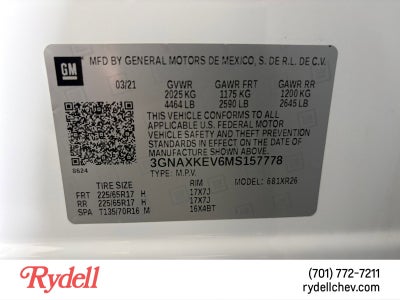 GM
MFD BY GENERAL MOTORS DE MEXICO, S. DE R.L. DE C.V.
03/21 GVWR GAWR FRT GAWR RR
2025 KG 1175 KG 1200 KG
4464 LB 2590 LB 2645 LB
THIS VEHICLE CONFORMS TO ALL
APPLICABLE U.S. FEDERAL MOTOR
VEHICLE SAFETY AND THEFT PREVENTION
STANDARDS IN EFFECT ON THE DATE OF
MANUFACTURE SHOWN ABOVE.
8624 3GNAXKEV6MS157778
TYPE: M.P.V. MODEL: 681XR26
TIRE SIZE RIM
FRT 225/65R17 H 17X7J
RR 225/65R17 H 17X7J
SPA T135/70R16 M 16X4BT
Rydell
(701) 772-7211
rydellchev.com